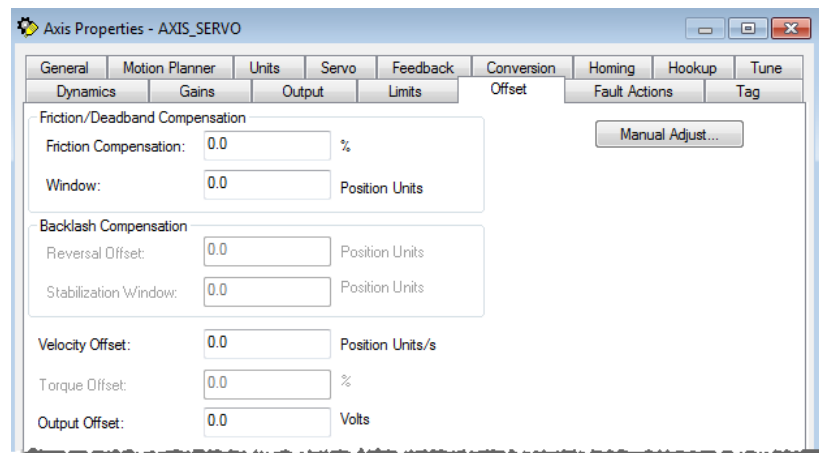 Axis Properties - AXIS_SERVO
General Motion Planner Units Servo Feedback Conversion Homing Hookup Tune
Dynamics Gains Output Limits Offset Fault Actions Tag
Friction/Deadband Compensation
Manual Adjust...
Friction Compensation: 0.0 %
Window: 0.0 Position Units
Backlash Compensation
Reversal Offset: 0.0 Position Units
Stabilization Window: 0.0 Position Units
Velocity Offset: 0.0 Position Units/s
Torque Offset: 0.0 %
Output Offset: 0.0 Volts